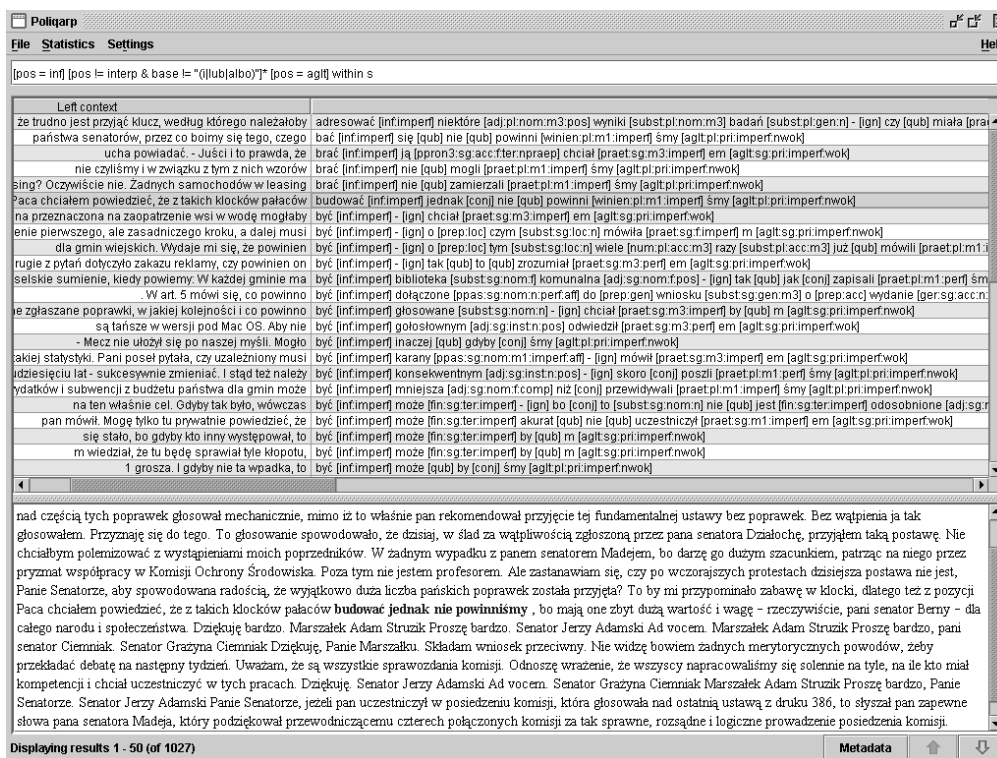 Poliqarp
File Statistics Settings Hel
[pos = inf] [pos != interp & base != "(i|lub|albo)"]* [pos = aglt] within s
Left context
że trudno jest przyjąć klucz, według którego należałoby adresować [inf:imperf] niektóre [adj:pl:nom:m3:pos] wyniki [subst:pl:nom:m3] badań [subst:pl:gen:n] - [ign] czy [qub] miała [prae
państwa senatorów, przez co boimy się tego, czego bać [inf:imperf] się [qub] nie [qub] powinni [winien:pl:m1:imperf] śmy [aglt:pl:pri:imperf:nwok]
ucha powiadać. - Juści i to prawda, że brać [inf:imperf] ją [ppron3:sg:acc:f:ter:npraep] chciał [praet:sg:m3:imperf] em [aglt:sg:pri:imperf:wok]
nie czyliśmy i w związku z tym z nich wzorów brać [inf:imperf] nie [qub] mogli [praet:pl:m1:imperf] śmy [aglt:pl:pri:imperf:nwok]
sing? Oczywiście nie. Żadnych samochodów w leasing brać [inf:imperf] nie [qub] zamierzali [praet:pl:m1:imperf] śmy [aglt:pl:pri:imperf:nwok]
Paca chciałem powiedzieć, że z takich klocków pałaców budować [inf:imperf] jednak [conj] nie [qub] powinni [winien:pl:m1:imperf] śmy [aglt:pl:pri:imperf:nwok]
na przeznaczona na zaopatrzenie wsi w wodę mogłaby być [inf:imperf] - [ign] chciał [praet:sg:m3:imperf] em [aglt:sg:pri:imperf:wok]
enie pierwszego, ale zasadniczego kroku, a dalej musi być [inf:imperf] - [ign] o [prep:loc] czym [subst:sg:loc:n] mówiła [praet:sg:f:imperf] m [aglt:sg:pri:imperf:nwok]
dla gmin wiejskich. Wydaje mi się, że powinien być [inf:imperf] - [ign] o [prep:loc] tym [subst:sg:loc:n] wiele [num:pl:acc:m3] razy [subst:pl:acc:m3] już [qub] mówili [praet:pl:m1:i
rugie z pytań dotyczyło zakazu reklamy, czy powinien on być [inf:imperf] - [ign] tak [qub] to [qub] zrozumiał [praet:sg:m3:perf] em [aglt:sg:pri:imperf:wok]
selskie sumienie, kiedy powiemy: W każdej gminie ma być [inf:imperf] biblioteka [subst:sg:nom:f] komunalna [adj:sg:nom:f:pos] - [ign] tak [qub] jak [conj] zapisali [praet:pl:m1:perf] śm
. W art. 5 mówi się, co powinno być [inf:imperf] dołączone [ppas:sg:nom:n:perf:aff] do [prep:gen] wniosku [subst:sg:gen:m3] o [prep:acc] wydanie [ger:sg:acc:n:
e zgłaszane poprawki, w jakiej kolejności i co powinno być [inf:imperf] głosowane [subst:sg:nom:n] - [ign] chciał [praet:sg:m3:imperf] by [qub] m [aglt:sg:pri:imperf:nwok]
są tańsze w wersji pod Mac OS. Aby nie być [inf:imperf] gołosłownym [adj:sg:inst:n:pos] odwiedził [praet:sg:m3:perf] em [aglt:sg:pri:imperf:wok]
- Mecz nie ułożył się po naszej myśli. Mogło być [inf:imperf] inaczej [qub] gdyby [conj] śmy [aglt:pl:pri:imperf:nwok]
takiej statystyki. Pani poseł pytała, czy uzależniony musi być [inf:imperf] karany [ppas:sg:nom:m1:imperf:aff] - [ign] mówił [praet:sg:m3:imperf] em [aglt:sg:pri:imperf:wok]
udziesięciu lat - sukcesywnie zmieniać. I stąd też należy być [inf:imperf] konsekwentnym [adj:sg:inst:n:pos] - [ign] skoro [conj] poszli [praet:pl:m1:perf] śmy [aglt:pl:pri:imperf:nwok]
ydatków i subwencji z budżetu państwa dla gmin może być [inf:imperf] mniejsza [adj:sg:nom:f:comp] niż [conj] przewidywali [praet:pl:m1:imperf] śmy [aglt:pl:pri:imperf:nwok]
na ten właśnie cel. Gdyby tak było, wówczas być [inf:imperf] może [fin:sg:ter:imperf] - [ign] bo [conj] to [subst:sg:nom:n] nie [qub] jest [fin:sg:ter:imperf] odosobnione [adj:sg:n
pan mówił. Mogę tylko tu prywatnie powiedzieć, że być [inf:imperf] może [fin:sg:ter:imperf] akurat [qub] nie [qub] uczestniczył [praet:sg:m1:imperf] em [aglt:sg:pri:imperf:wok]
się stało, bo gdyby kto inny występował, to być [inf:imperf] może [fin:sg:ter:imperf] by [qub] m [aglt:sg:pri:imperf:nwok]
m wiedział, że tu będę sprawiał tyle kłopotu, być [inf:imperf] może [qub] by [qub] m [aglt:sg:pri:imperf:nwok]
1 grosza. I gdyby nie ta wpadka, to być [inf:imperf] może [qub] by [conj] śmy [aglt:pl:pri:imperf:nwok]
nad częścią tych poprawek głosował mechanicznie, mimo iż to właśnie pan rekomendował przyjęcie tej fundamentalnej ustawy bez poprawek. Bez wątpienia ja tak
głosowałem. Przyznaję się do tego. To głosowanie spowodowało, że dzisiaj, w ślad za wątpliwością zgłoszoną przez pana senatora Działochę, przyjąłem taką postawę. Nie
chciałbym polemizować z wystąpieniami moich poprzedników. W żadnym wypadku z panem senatorem Madejem, bo darzę go dużym szacunkiem, patrząc na niego przez
pryzmat współpracy w Komisji Ochrony Środowiska. Poza tym nie jestem profesorem. Ale zastanawiam się, czy po wczorajszych protestach dzisiejsza postawa nie jest,
Panie Senatorze, aby spowodowana radością, że wyjątkowo duża liczba pańskich poprawek została przyjęta? To by mi przypominało zabawę w klocki, dlatego też z pozycji
Paca chciałem powiedzieć, że z takich klocków pałaców budować jednak nie powinniśmy , bo mają one zbyt dużą wartość i wagę - rzeczywiście, pani senator Berny - dla
całego narodu i społeczeństwa. Dziękuję bardzo. Marszałek Adam Struzik Proszę bardzo. Senator Jerzy Adamski Ad vocem. Marszałek Adam Struzik Proszę bardzo, pani
senator Ciemniak. Senator Grażyna Ciemniak Dziękuję, Panie Marszałku. Składam wniosek przeciwny. Nie widzę bowiem żadnych merytorycznych powodów, żeby
przekładać debatę na następny tydzień. Uważam, że są wszystkie sprawozdania komisji. Odnoszę wrażenie, że wszyscy napracowaliśmy się solennie na tyle, na ile kto miał
kompetencji i chciał uczestniczyć w tych pracach. Dziękuję. Senator Jerzy Adamski Ad vocem. Senator Grażyna Ciemniak Marszałek Adam Struzik Proszę bardzo, Panie
Senatorze. Senator Jerzy Adamski Panie Senatorze, jeżeli pan uczestniczył w posiedzeniu komisji, która głosowała nad ostatnią ustawą z druku 386, to słyszał pan zapewne
słowa pana senatora Madeja, który podziękował przewodniczącemu czterech połączonych komisji za tak sprawne, rozsądne i logiczne prowadzenie posiedzenia komisji.
Displaying results 1 - 50 (of 1027) Metadata